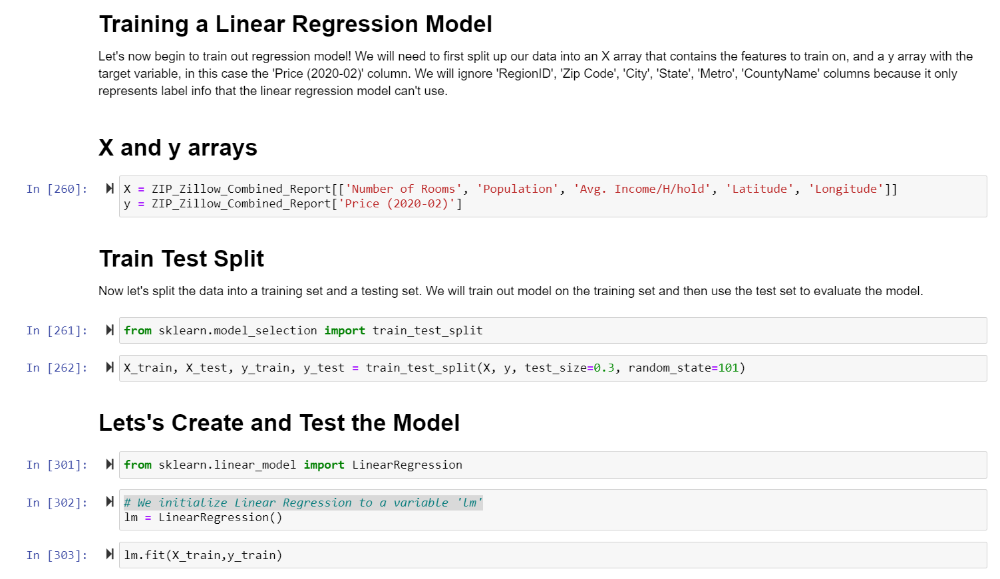 Training a Linear Regression Model
Let's now begin to train out regression model! We will need to first split up our data into an X array that contains the features to train on, and a y array with the
target variable, in this case the 'Price (2020-02)' column. We will ignore 'RegionID', 'Zip Code', 'City', 'State', 'Metro', 'CountyName' columns because it only
represents label info that the linear regression model can't use.
X and y arrays
In [260]: X = ZIP_Zillow_Combined_Report[['Number of Rooms', 'Population', 'Avg. Income/H/hold', 'Latitude', 'Longitude']]
y = ZIP_Zillow_Combined_Report['Price (2020-02)']
Train Test Split
Now let's split the data into a training set and a testing set. We will train out model on the training set and then use the test set to evaluate the model.
In [261]: from sklearn.model_selection import train_test_split
In [262]: X_train, X_test, y_train, y_test = train_test_split(X, y, test_size=0.3, random_state=101)
Lets's Create and Test the Model
In [301]: from sklearn.linear_model import LinearRegression
In [302]: # We initialize Linear Regression to a variable 'lm'
lm = LinearRegression()
In [303]: lm.fit(X_train,y_train)